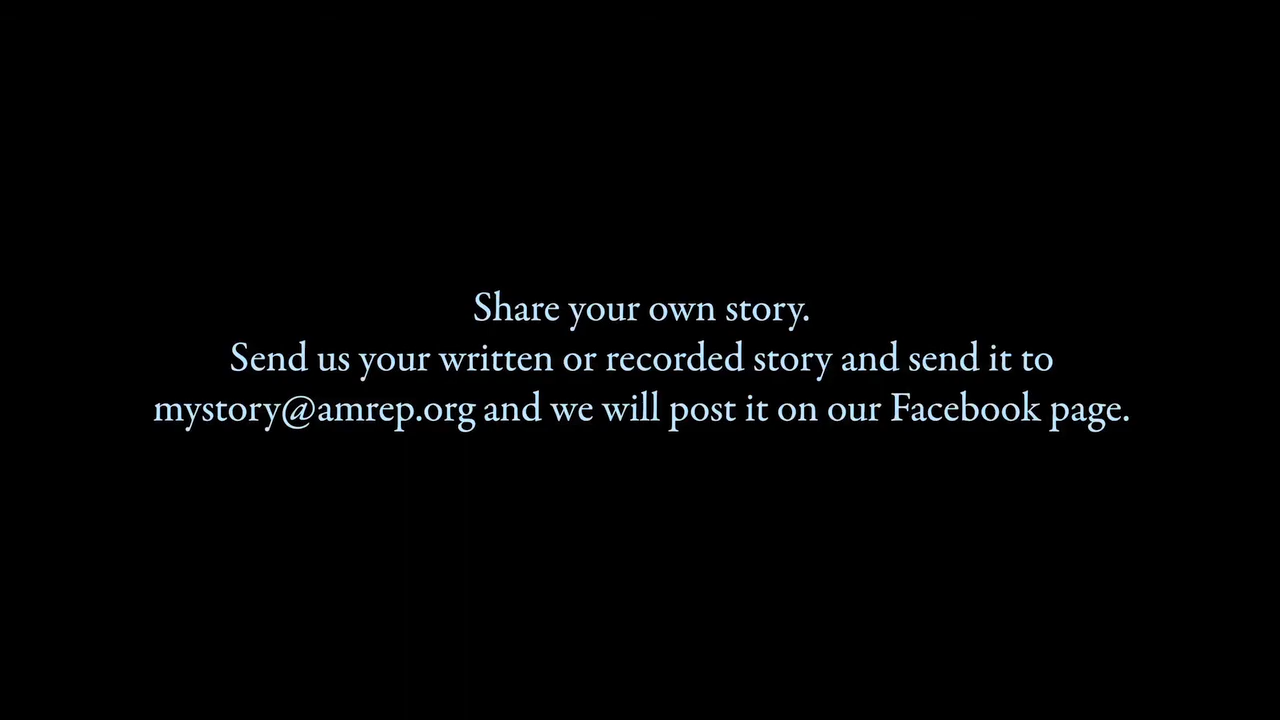 Share your own story.
Send us your written or recorded story and send it to
mystory@amrep.org and we will post it on our Facebook page.